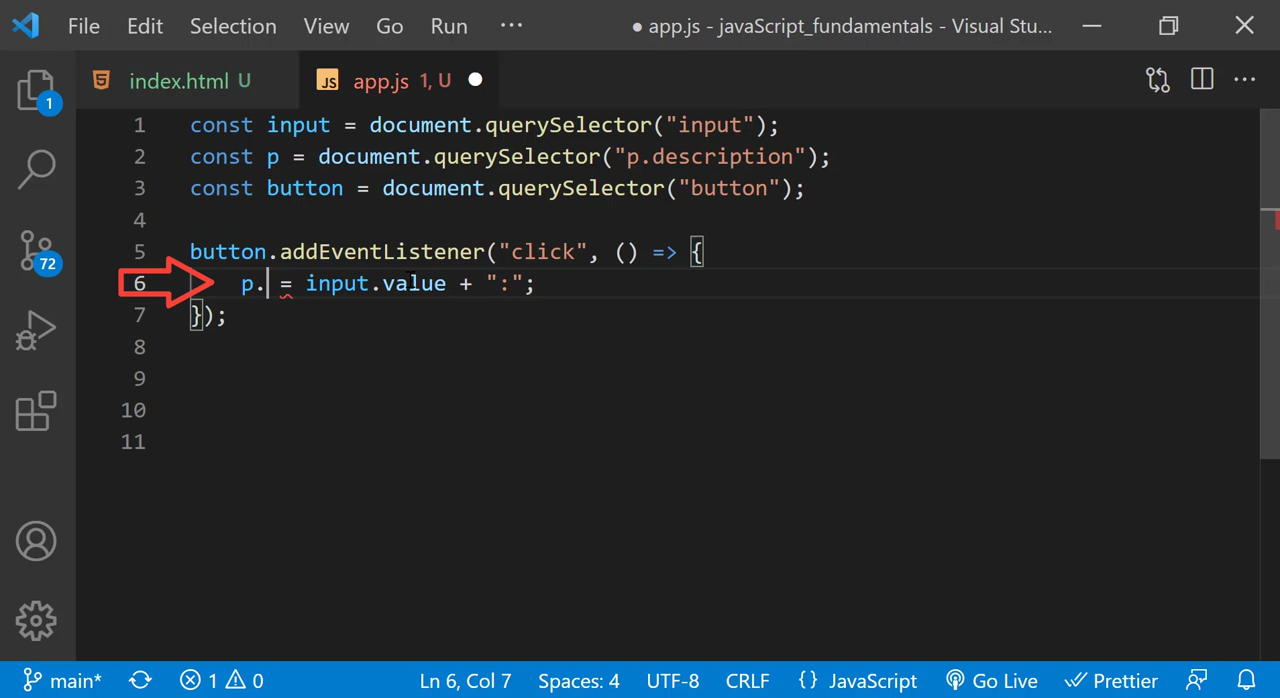 File Edit Selection View Go Run ··· ● app.js - javaScript_fundamentals - Visual Stu...
index.html U app.js 1, U ● ···
1
1 const input = document.querySelector("input");
2 const p = document.querySelector("p.description");
3 const button = document.querySelector("button");
4
5 button.addEventListener("click", () => {
6 p. = input.value + ":";
7 });
8
9
10
11
72
main* 1 0 Ln 6, Col 7 Spaces: 4 UTF-8 CRLF {} JavaScript Go Live Prettier